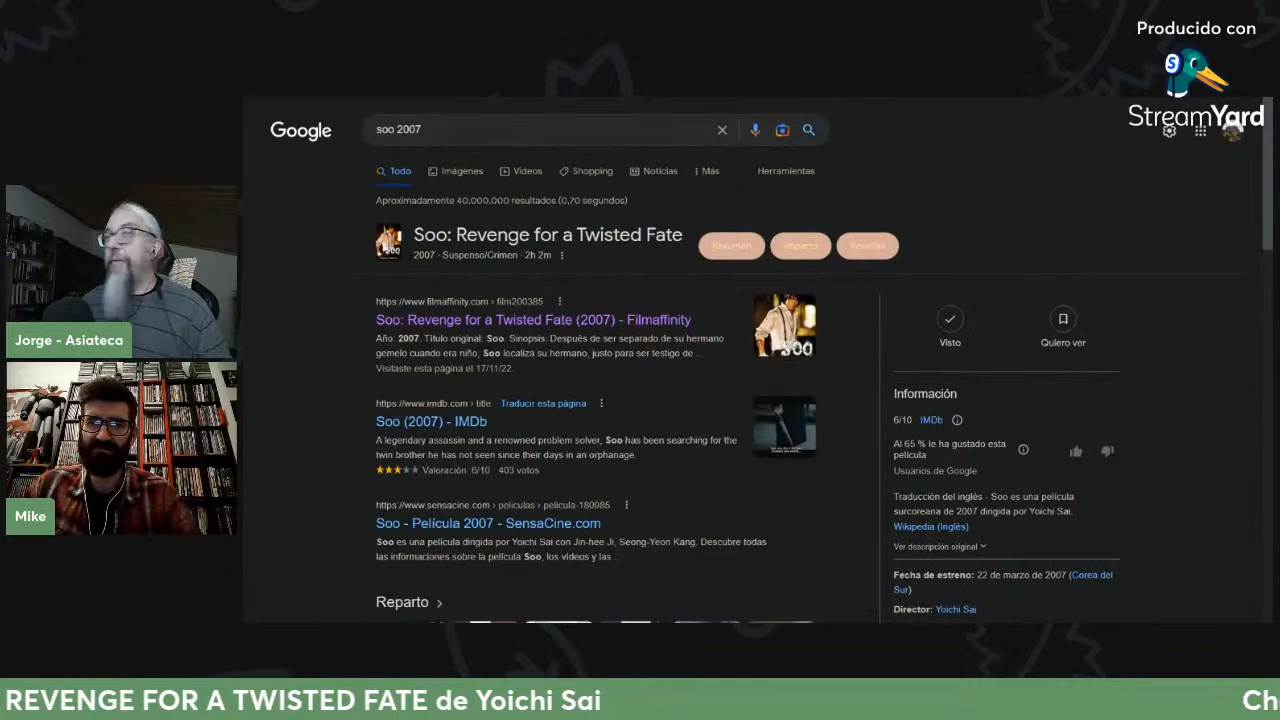 Producido con
StreamYard
Google
soo 2007
Todo
Imágenes
Vídeos
Shopping
Noticias
Más
Herramientas
Aproximadamente 40.000.000 resultados (0,70 segundos)
SOO
Soo: Revenge for a Twisted Fate
2007 · Suspenso/Crimen · 2h 2m
Resumen
Reparto
Reseñas
https://www.filmaffinity.com › film200385
Soo: Revenge for a Twisted Fate (2007) - Filmaffinity
Año: 2007. Título original: Soo. Sinopsis: Después de ser separado de su hermano
gemelo cuando era niño, Soo localiza su hermano, justo para ser testigo de ...
Visitaste esta página el 17/11/22.
SOO
https://www.imdb.com › title · Traducir esta página
Soo (2007) - IMDb
A legendary assassin and a renowned problem solver, Soo has been searching for the
twin brother he has not seen since their days in an orphanage.
Valoración: 6/10 · 403 votos
https://www.sensacine.com › peliculas › pelicula-180985
Soo - Película 2007 - SensaCine.com
Soo es una película dirigida por Yoichi Sai con Jin-hee Ji, Seong-Yeon Kang. Descubre todas
las informaciones sobre la película Soo, los vídeos y las ...
Reparto
Visto
Quiero ver
Información
6/10 IMDb
Al 65 % le ha gustado esta
película
Usuarios de Google
Traducción del inglés - Soo es una película
surcoreana de 2007 dirigida por Yoichi Sai.
Wikipedia (Inglés)
Ver descripción original
Fecha de estreno: 22 de marzo de 2007 (Corea del
Sur)
Director: Yoichi Sai
Jorge - Asiateca
Mike
REVENGE FOR A TWISTED FATE de Yoichi Sai
Ch